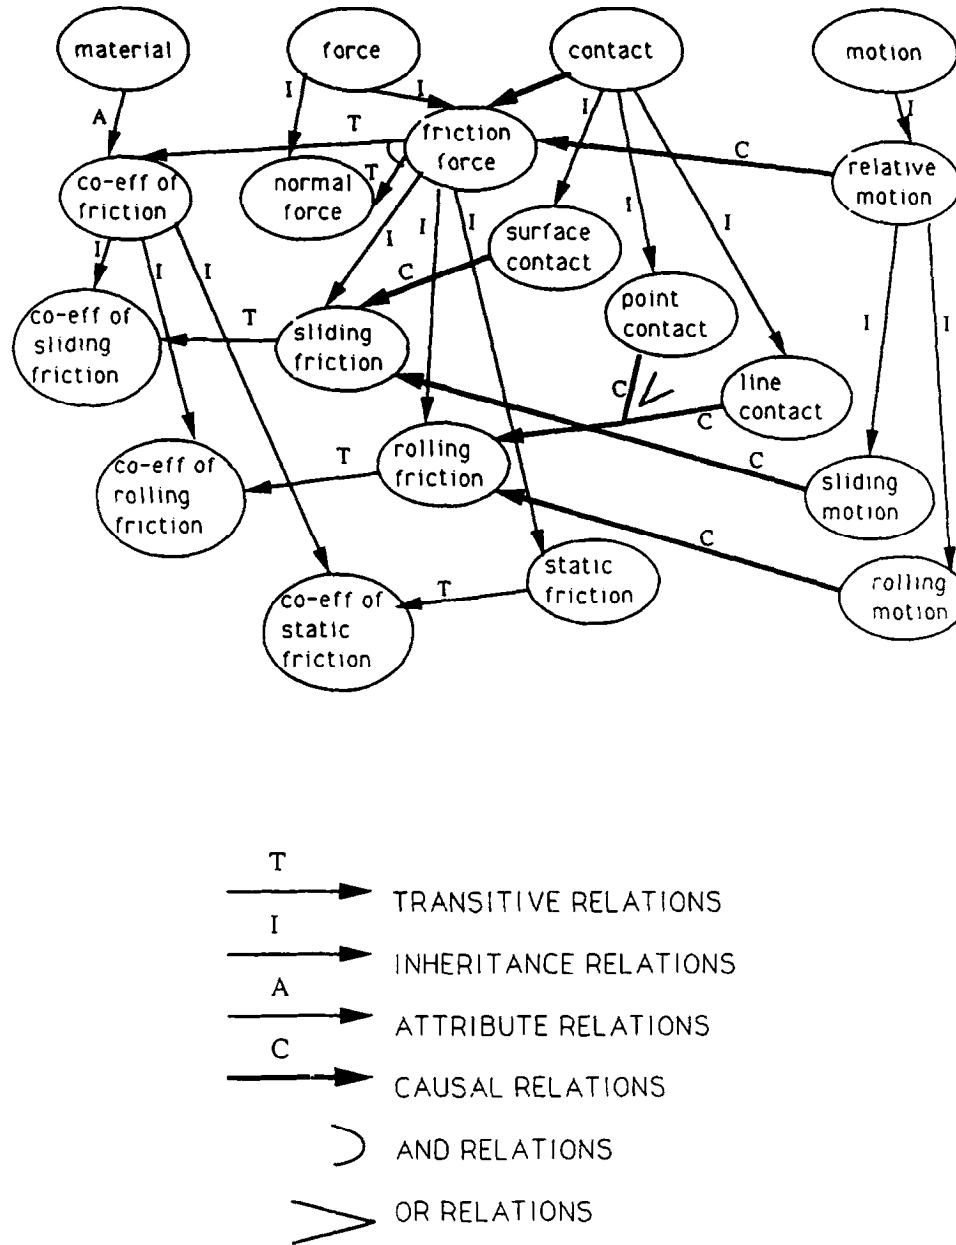 material
force
contact
motion
A
I
I
I
I
friction
force
T
T
C
co-eff of
friction
normal
force
relative
motion
I
I
I
I
I
I
I
I
surface
contact
C
point
contact
I
I
co-eff of
sliding
friction
T
sliding
friction
C
line
contact
C
rolling
friction
T
C
co-eff of
rolling
friction
sliding
motion
C
static
friction
T
co-eff of
static
friction
rolling
motion
T
TRANSITIVE RELATIONS
I
INHERITANCE RELATIONS
A
ATTRIBUTE RELATIONS
C
CAUSAL RELATIONS
AND RELATIONS
OR RELATIONS